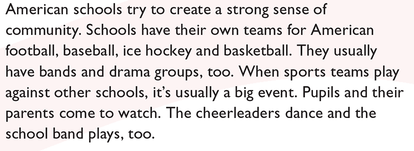 American schools try to create a strong sense of
community. Schools have their own teams for American
football, baseball, ice hockey and basketball. They usually
have bands and drama groups, too. When sports teams play
against other schools, it's usually a big event. Pupils and their
parents come to watch. The cheerleaders dance and the
school band plays, too.